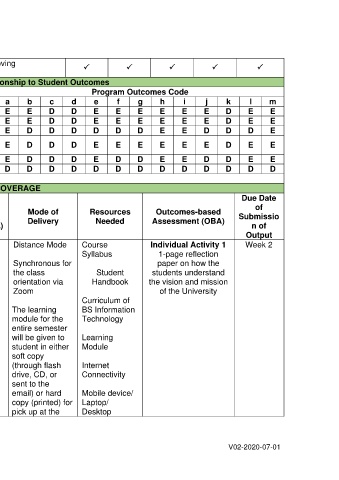 ving ✓ ✓ ✓ ✓ ✓
onship to Student Outcomes
Program Outcomes Code
a b c d e f g h i j k l m
E E D D E E E E E E D E E
E E E E E E E E E E D E E
E D D D D D D E E D D D E
E D D E E E E E E E D E E
E D D D E D D E D D E E D
D D D D D D D D D D D D D
OVERAGE
)
Mode of
Delivery
Resources
Needed
Outcomes-based
Assessment (OBA)
Due Date
of
Submissio
n of
Output
Distance Mode
Synchronous for
the class
orientation via
Zoom
The learning
module for the
entire semester
will be given to
student in either
soft copy
(through flash
drive, CD, or
sent to the
email) or hard
copy (printed) for
pick up at the
Course
Syllabus
Student
Handbook
Curriculum of
BS Information
Technology
Learning
Module
Internet
Connectivity
Mobile device/
Laptop/
Desktop
Individual Activity 1
1-page reflection
paper on how the
students understand
the vision and mission
of the University
Week 2
V02-2020-07-01